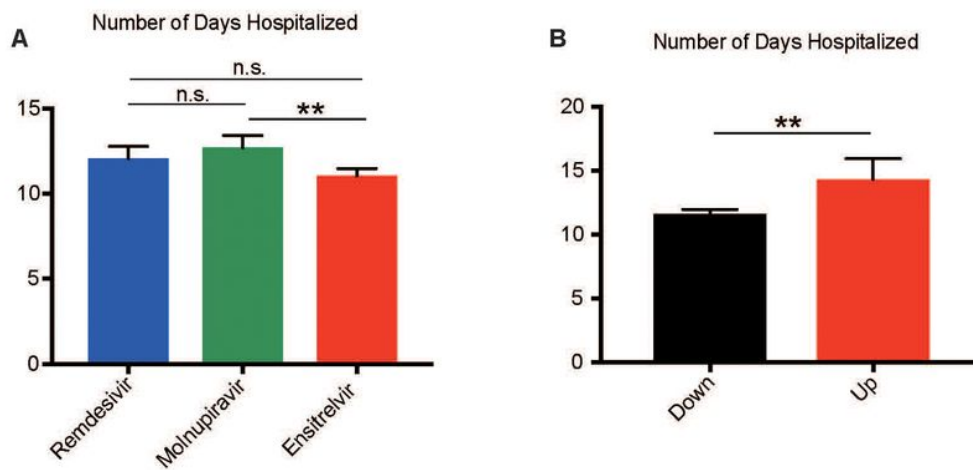 A
Number of Days Hospitalized
n.s.
n.s.
**
15
10
5
0
Remdesivir
Molnupiravir
Ensitrelvir
B
Number of Days Hospitalized
**
20
15
10
5
0
Down
Up